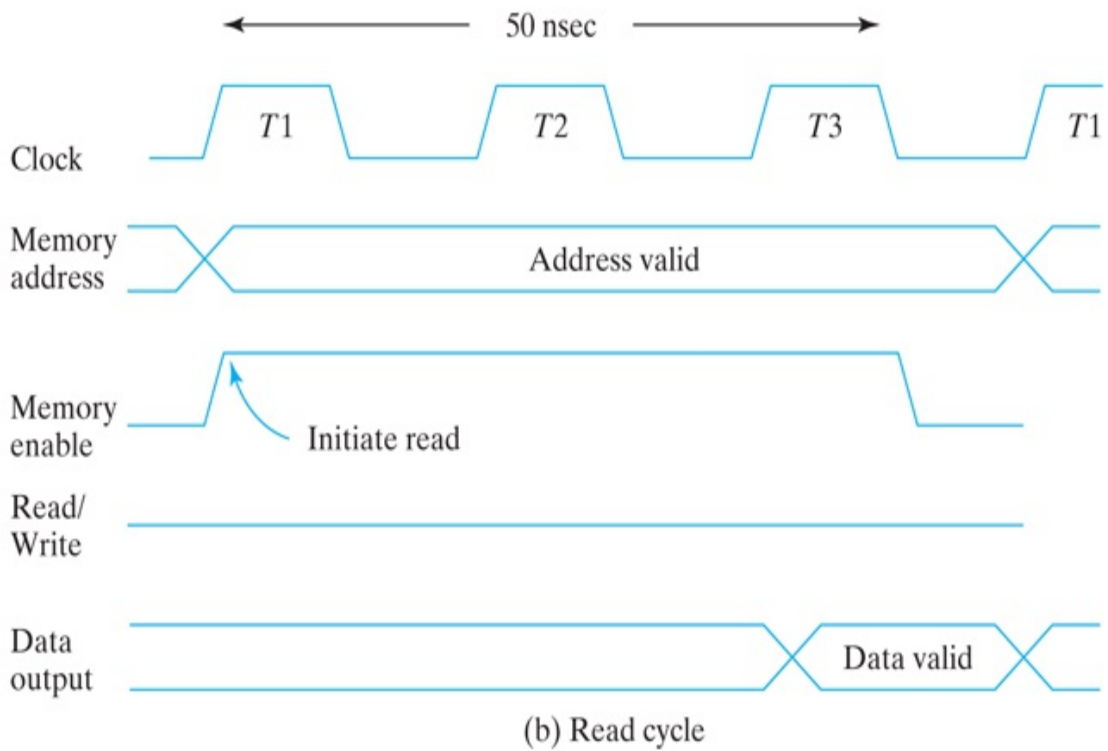 50 nsec
T1
T2
T3
T1
Clock
Memory
address
Address valid
Memory
enable
Initiate read
Read/
Write
Data
output
Data valid
(b) Read cycle